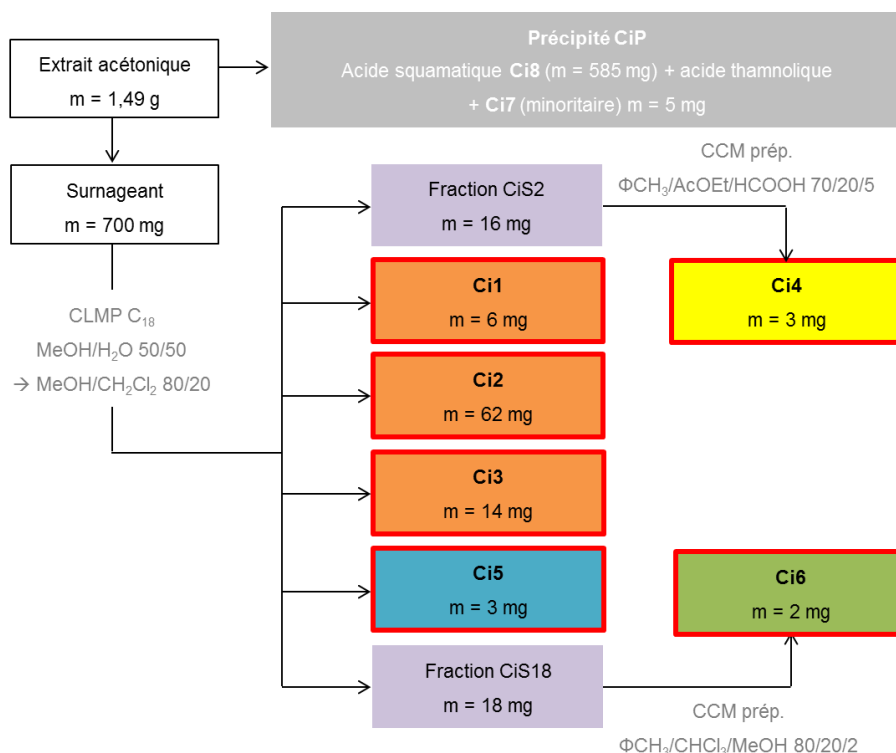 Précipité CiP
Acide squamatique Ci8 (m = 585 mg) + acide thamnolique
+ Ci7 (minoritaire) m = 5 mg
Extrait acétonique
m = 1,49 g
Surnageant
m = 700 mg
CLMP C₁₈
MeOH/H₂O 50/50
→ MeOH/CH₂Cl₂ 80/20
Fraction CiS2
m = 16 mg
CCM prép.
ΦCH₃/AcOEt/HCOOH 70/20/5
Ci4
m = 3 mg
Ci1
m = 6 mg
Ci2
m = 62 mg
Ci3
m = 14 mg
Ci5
m = 3 mg
Ci6
m = 2 mg
Fraction CiS18
m = 18 mg
CCM prép.
ΦCH₃/CHCl₃/MeOH 80/20/2